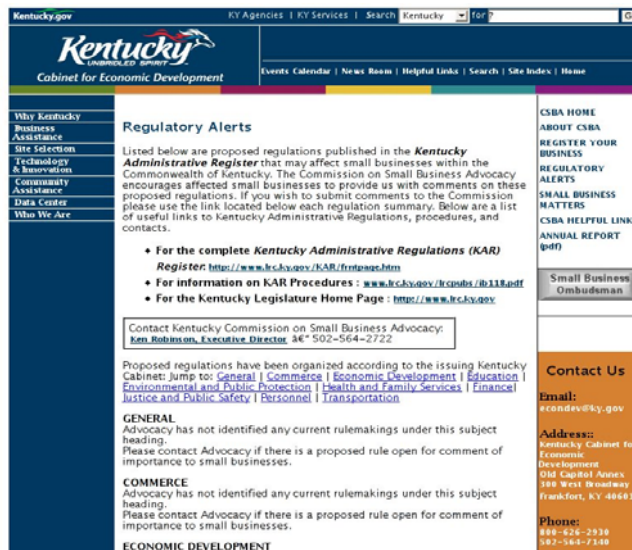 Kentucky.gov
KY Agencies | KY Services | Search Kentucky for ?
Kentucky
UNBRIDLED SPIRIT
Cabinet for Economic Development
Events Calendar | News Room | Helpful Links | Search | Site Index | Home
Why Kentucky
Business
Assistance
Site Selection
Technology
& Innovation
Community
Assistance
Data Center
Who We Are
Regulatory Alerts
Listed below are proposed regulations published in the Kentucky
Administrative Register that may affect small businesses within the
Commonwealth of Kentucky. The Commission on Small Business Advocacy
encourages affected small businesses to provide us with comments on these
proposed regulations. If you wish to submit comments to the Commission
please use the link located below each regulation summary. Below are a list
of useful links to Kentucky Administrative Regulations, procedures, and
contacts.
For the complete Kentucky Administrative Regulations (KAR)
Register: http://www.lrc.ky.gov/KAR/frntpage.htm
For information on KAR Procedures : www.lrc.ky.gov/lrcpubs/ib118.pdf
For the Kentucky Legislature Home Page : http://www.lrc.ky.gov
Contact Kentucky Commission on Small Business Advocacy:
Ken Robinson, Executive Director â€" 502-564-2722
Proposed regulations have been organized according to the issuing Kentucky
Cabinet: Jump to: General | Commerce | Economic Development | Education |
Environmental and Public Protection | Health and Family Services | Finance|
Justice and Public Safety | Personnel | Transportation
GENERAL
Advocacy has not identified any current rulemakings under this subject
heading.
Please contact Advocacy if there is a proposed rule open for comment of
importance to small businesses.
COMMERCE
Advocacy has not identified any current rulemakings under this subject
heading.
Please contact Advocacy if there is a proposed rule open for comment of
importance to small businesses.
ECONOMIC DEVELOPMENT
CSBA HOME
ABOUT CSBA
REGISTER YOUR
BUSINESS
REGULATORY
ALERTS
SMALL BUSINESS
MATTERS
CSBA HELPFUL LINK
ANNUAL REPORT
(pdf)
Small Business
Ombudsman
Contact Us
Email:
econdev@ky.gov
Address::
Kentucky Cabinet fo
Economic
Development
Old Capitol Annex
300 West Broadway
Frankfort, KY 40601
Phone:
800-626-2930
502-564-7140